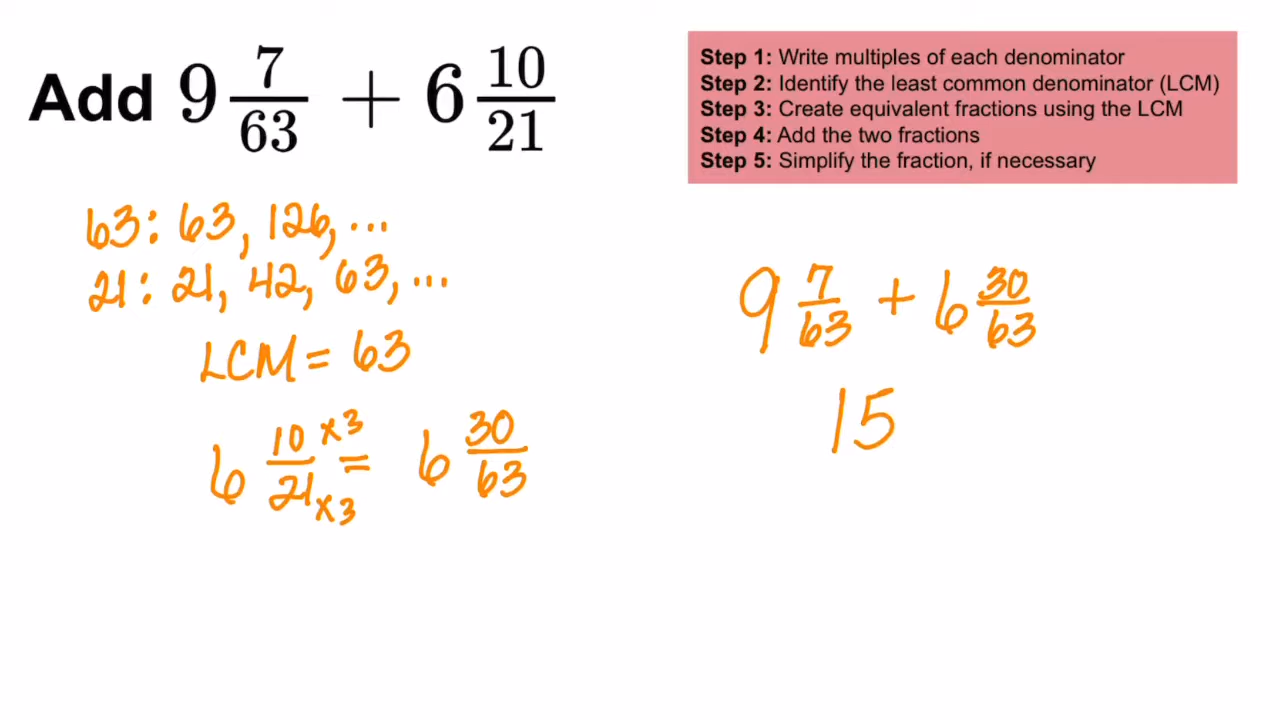 Add 9 7/63 + 6 10/21
Step 1: Write multiples of each denominator
Step 2: Identify the least common denominator (LCM)
Step 3: Create equivalent fractions using the LCM
Step 4: Add the two fractions
Step 5: Simplify the fraction, if necessary
63: 63, 126, ...
21: 21, 42, 63, ...
LCM = 63
6 10/21 ×3/×3 = 6 30/63
9 7/63 + 6 30/63
15